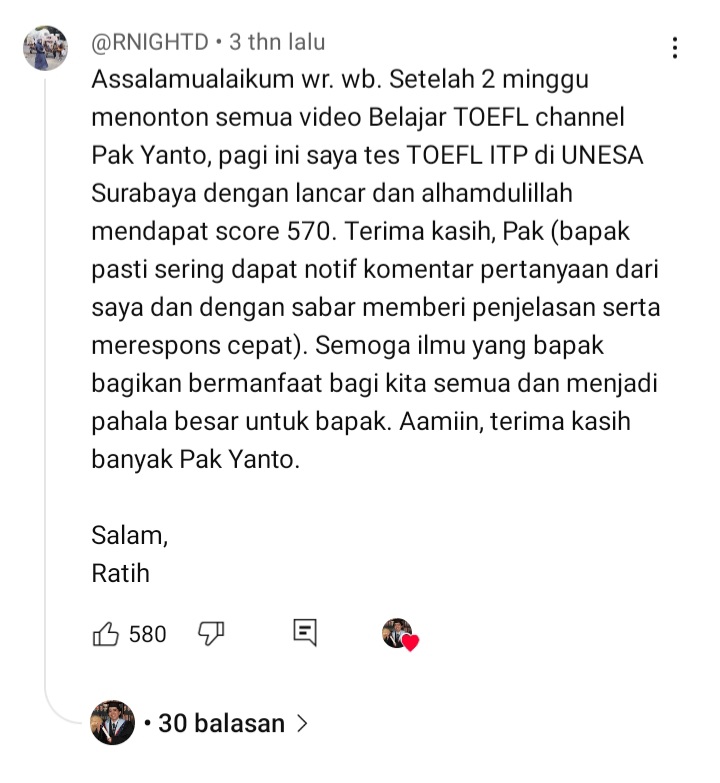 @RNIGHTD • 3 thn lalu
Assalamualaikum wr. wb. Setelah 2 minggu
menonton semua video Belajar TOEFL channel
Pak Yanto, pagi ini saya tes TOEFL ITP di UNESA
Surabaya dengan lancar dan alhamdulillah
mendapat score 570. Terima kasih, Pak (bapak
pasti sering dapat notif komentar pertanyaan dari
saya dan dengan sabar memberi penjelasan serta
merespons cepat). Semoga ilmu yang bapak
bagikan bermanfaat bagi kita semua dan menjadi
pahala besar untuk bapak. Aamiin, terima kasih
banyak Pak Yanto.
Salam,
Ratih
580
• 30 balasan >